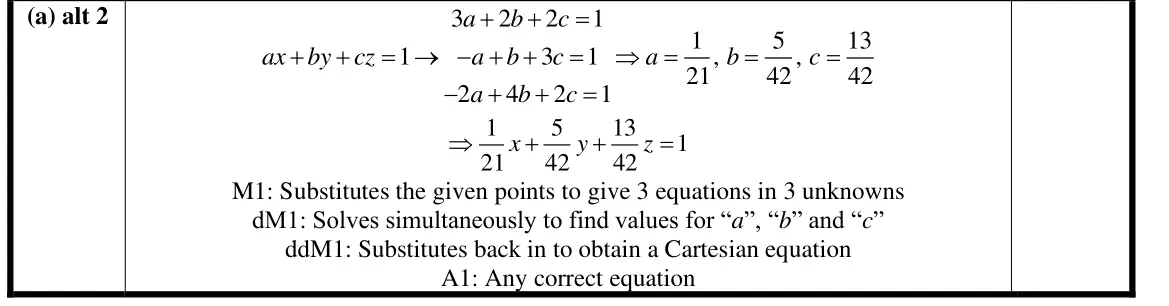 (a) alt 2
3a + 2b + 2c = 1
ax + by + cz = 1 → −a + b + 3c = 1 ⇒ a = 1/21, b = 5/42, c = 13/42
−2a + 4b + 2c = 1
⇒ 1/21 x + 5/42 y + 13/42 z = 1
M1: Substitutes the given points to give 3 equations in 3 unknowns
dM1: Solves simultaneously to find values for “a”, “b” and “c”
ddM1: Substitutes back in to obtain a Cartesian equation
A1: Any correct equation